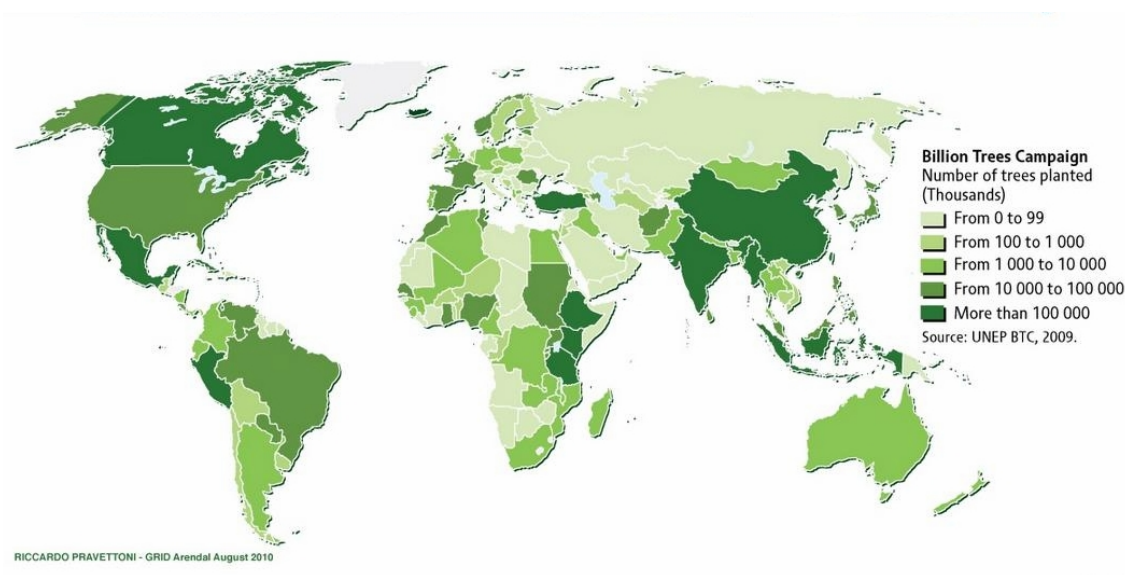 Billion Trees Campaign
Number of trees planted
(Thousands)
From 0 to 99
From 100 to 1 000
From 1 000 to 10 000
From 10 000 to 100 000
More than 100 000
Source: UNEP BTC, 2009.
RICCARDO PRAVETTONI - GRID Arendal August 2010